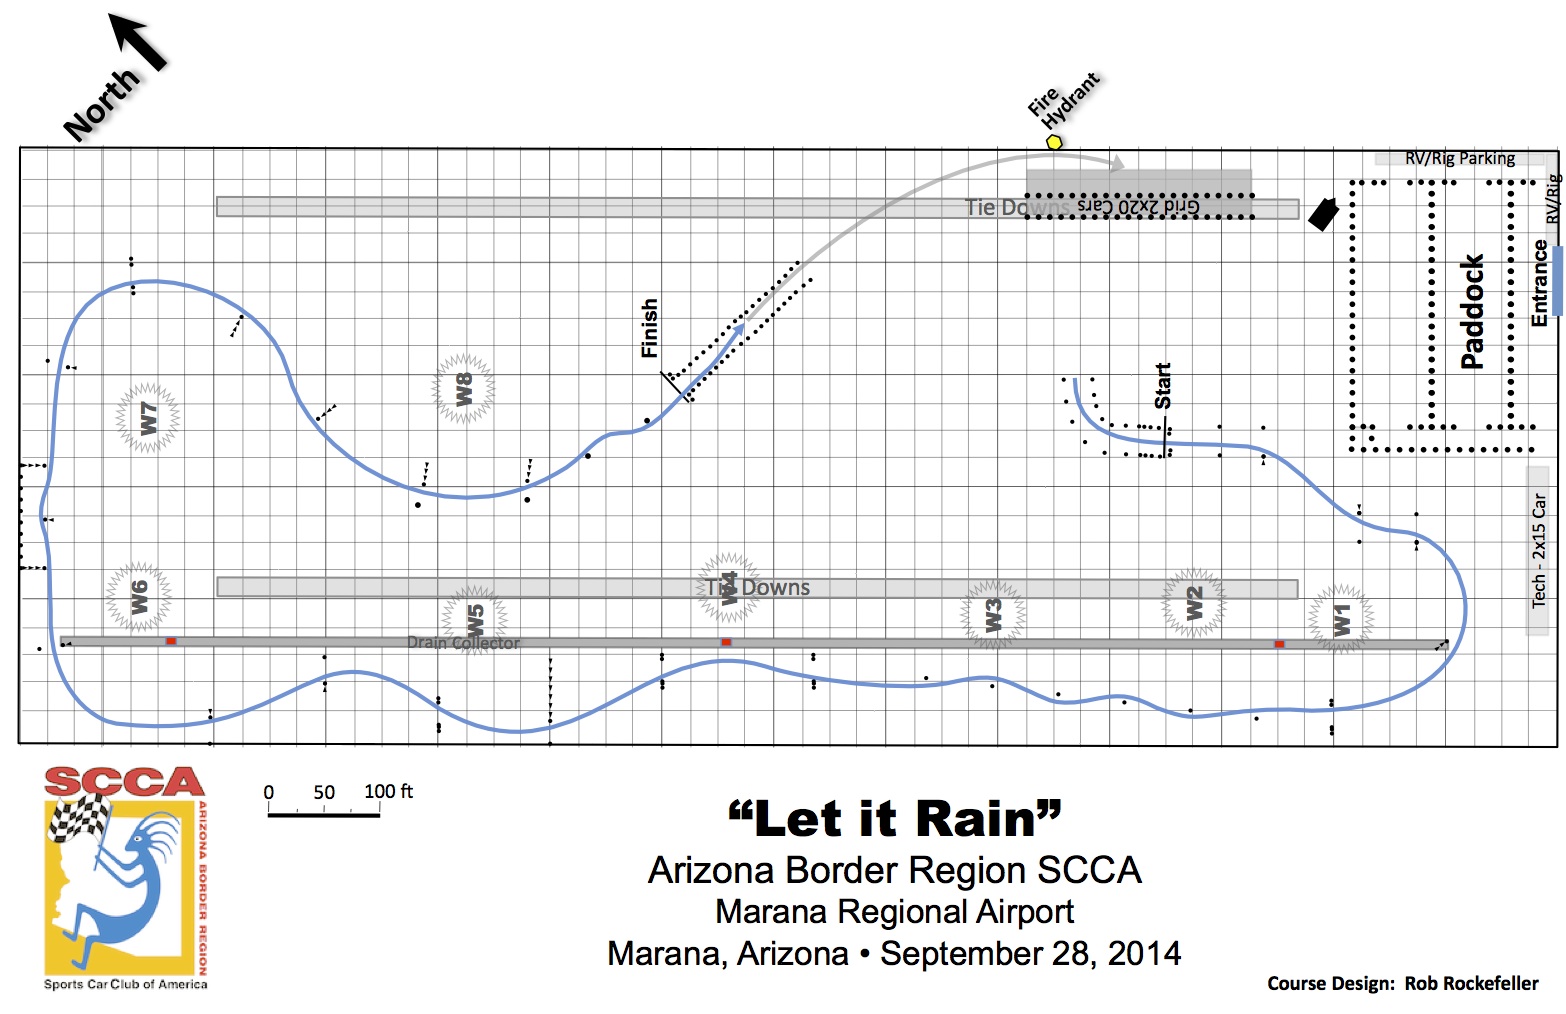 North
Fire
Hydrant
RV/Rig Parking
RV/Rig
Tie Downs
Grid 2x20 Cars
Entrance
Paddock
Finish
Start
W7
W8
Tech - 2x15 Car
W6
W5
Tie Downs
W4
W3
W2
W1
Drain Collector
SCCA
ARIZONA BORDER REGION
Sports Car Club of America
0 50 100 ft
“Let it Rain”
Arizona Border Region SCCA
Marana Regional Airport
Marana, Arizona • September 28, 2014
Course Design: Rob Rockefeller